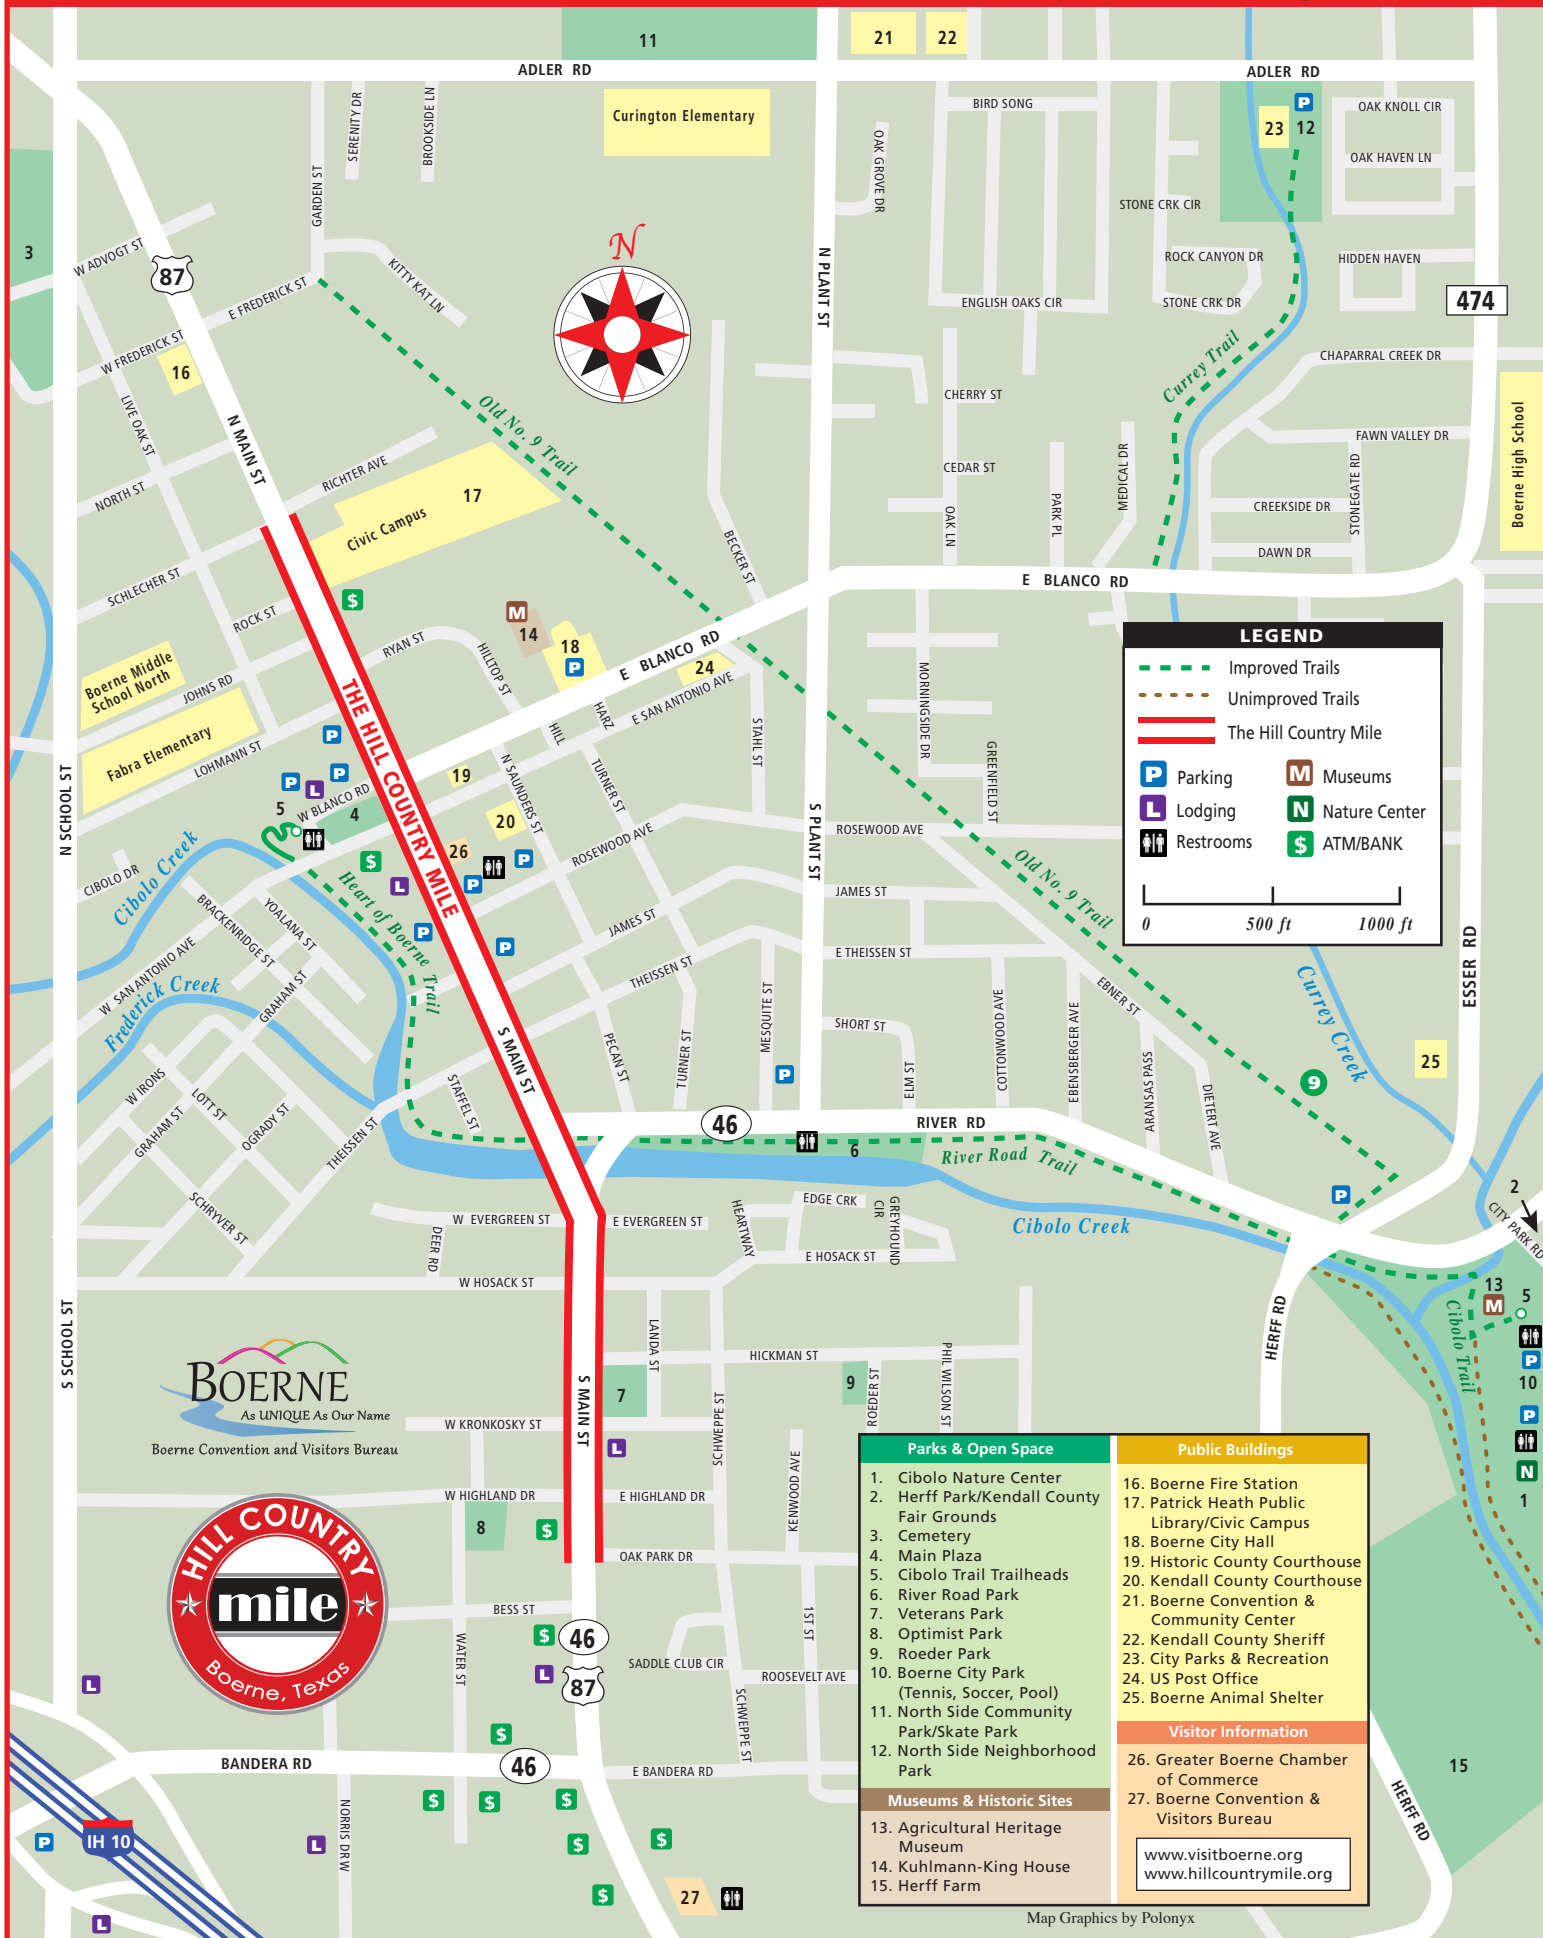 11
21
22
ADLER RD
ADLER RD
Curington Elementary
SERENITY DR
BROOKSIDE LN
GARDEN ST
BIRD SONG
OAK GROVE DR
P
23
12
OAK KNOLL CIR
OAK HAVEN LN
STONE CRK CIR
3
W ADVOGT ST
87
E FREDERICK ST
KITTY KAT LN
N
N PLANT ST
ROCK CANYON DR
HIDDEN HAVEN
ENGLISH OAKS CIR
STONE CRK DR
474
W FREDERICK ST
16
LIVE OAK ST
N MAIN ST
Old No. 9 Trail
Currey Trail
CHAPARRAL CREEK DR
CHERRY ST
FAWN VALLEY DR
Boerne High School
NORTH ST
RICHTER AVE
17
Civic Campus
CEDAR ST
OAK LN
PARK PL
MEDICAL DR
CREEKSIDE DR
STONEGATE RD
DAWN DR
BECKER ST
E BLANCO RD
SCHLECHER ST
ROCK ST
$
M
14
18
P
RYAN ST
HILLTOP ST
E BLANCO RD
24
E SAN ANTONIO AVE
Boerne Middle
School North
JOHNS RD
Fabra Elementary
LOHMANN ST
THE HILL COUNTRY MILE
HILL
HARZ
STAHL ST
MORNINGSIDE DR
GREENFIELD ST
LEGEND
Improved Trails
Unimproved Trails
The Hill Country Mile
P Parking
M Museums
L Lodging
N Nature Center
Restrooms
$ ATM/BANK
0 500 ft 1000 ft
P
P
P
L
5
W BLANCO RD
4
19
N SAUNDERS ST
TURNER ST
20
26
P
P
$
L
P
P
N SCHOOL ST
S PLANT ST
ROSEWOOD AVE
ROSEWOOD AVE
Old No. 9 Trail
CIBOLO DR
Cibolo Creek
Heart of Boerne Trail
BRACKENRIDGE ST
YOALANA ST
W SAN ANTONIO AVE
Frederick Creek
GRAHAM ST
JAMES ST
JAMES ST
THEISSEN ST
E THEISSEN ST
MESQUITE ST
SHORT ST
EBNER ST
Currey Creek
ESSER RD
25
S MAIN ST
PECAN ST
TURNER ST
P
ELM ST
COTTONWOOD AVE
EBENSBERGER AVE
ARANSAS PASS
DIETERT AVE
9
W IRONS
LOTT ST
GRAHAM ST
OGRADY ST
THEISSEN ST
STAFFEL ST
46
RIVER RD
6
River Road Trail
P
SCHRYVER ST
W EVERGREEN ST
E EVERGREEN ST
DEER RD
HEARTWAY
EDGE CRK
CIR
GREYHOUND
E HOSACK ST
Cibolo Creek
2
CITY PARK RD
W HOSACK ST
S SCHOOL ST
LANDA ST
HICKMAN ST
HERFF RD
13
M
5
Cibolo Trail
P
10
P
N
1
BOERNE
As UNIQUE As Our Name
Boerne Convention and Visitors Bureau
S MAIN ST
7
9
ROEDER ST
PHIL WILSON ST
W KRONKOSKY ST
L
SCHWEPPE ST
KENWOOD AVE
W HIGHLAND DR
E HIGHLAND DR
8
$
OAK PARK DR
HILL COUNTRY
mile
Boerne, Texas
BESS ST
$
46
1ST ST
WATER ST
L
87
SADDLE CLUB CIR
ROOSEVELT AVE
SCHWEPPE ST
L
$
BANDERA RD
46
E BANDERA RD
$
$
$
$
$
$
NORRIS DR W
P
IH 10
L
L
27
Parks & Open Space
1. Cibolo Nature Center
2. Herff Park/Kendall County
Fair Grounds
3. Cemetery
4. Main Plaza
5. Cibolo Trail Trailheads
6. River Road Park
7. Veterans Park
8. Optimist Park
9. Roeder Park
10. Boerne City Park
(Tennis, Soccer, Pool)
11. North Side Community
Park/Skate Park
12. North Side Neighborhood
Park
Museums & Historic Sites
13. Agricultural Heritage
Museum
14. Kuhlmann-King House
15. Herff Farm
Public Buildings
16. Boerne Fire Station
17. Patrick Heath Public
Library/Civic Campus
18. Boerne City Hall
19. Historic County Courthouse
20. Kendall County Courthouse
21. Boerne Convention &
Community Center
22. Kendall County Sheriff
23. City Parks & Recreation
24. US Post Office
25. Boerne Animal Shelter
Visitor Information
26. Greater Boerne Chamber
of Commerce
27. Boerne Convention &
Visitors Bureau
www.visitboerne.org
www.hillcountrymile.org
15
HERFF RD
Map Graphics by Polonyx